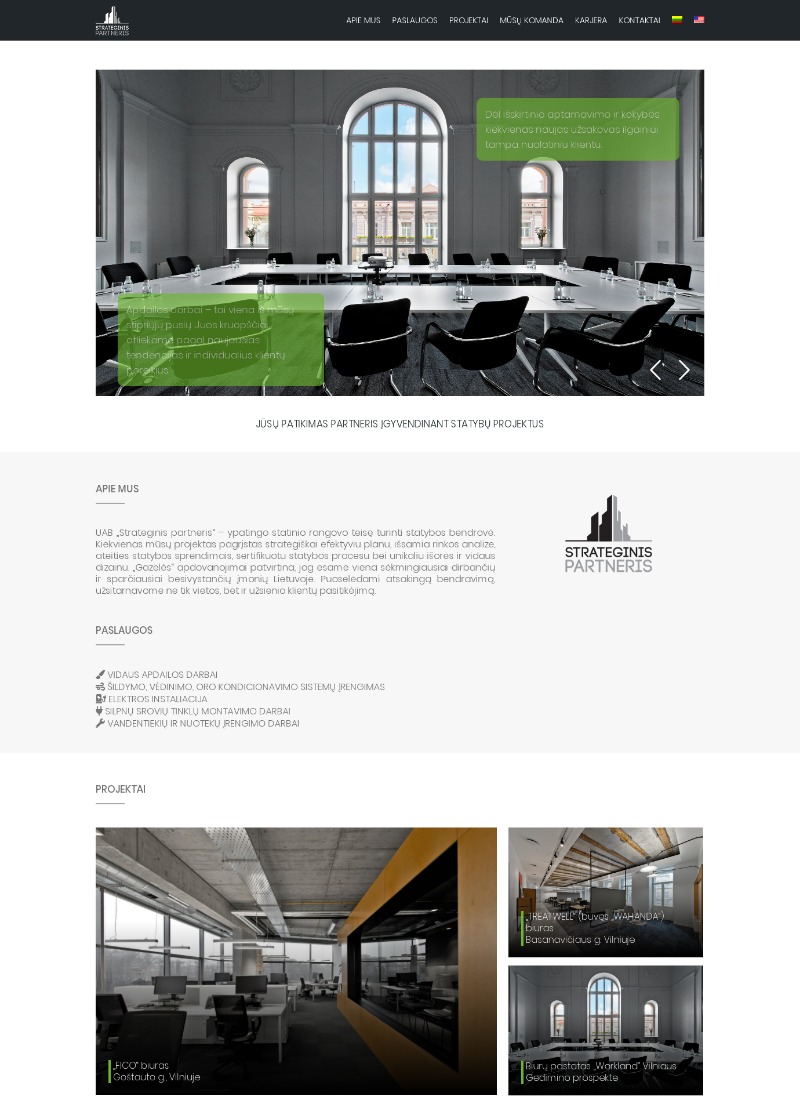 STRATEGINIS
PARTNERIS
APIE MUS PASLAUGOS PROJEKTAI MŪSŲ KOMANDA KARJERA KONTAKTAI
Dėl išskirtinio aptarnavimo ir kokybės
kiekvienas naujas užsakovas ilgainiui
tampa nuolatiniu klientu.
Apdailos darbai – tai viena iš mūsų
stipriųjų pusių. Juos kruopščiai
atliekame pagal naujausias
tendencijas ir individualius klientų
poreikius.
JŪSŲ PATIKIMAS PARTNERIS ĮGYVENDINANT STATYBŲ PROJEKTUS
APIE MUS
UAB „Strateginis partneris“ – ypatingo statinio rangovo teisę turinti statybos bendrovė.
Kiekvienas mūsų projektas pagrįstas strategiškai efektyviu planu, išsamia rinkos analize,
ateities statybos sprendimais, sertifikuotu statybos procesu bei unikaliu išorės ir vidaus
dizainu. „Gazelės“ apdovanojimai patvirtina, jog esame viena sėkmingiausiai dirbančių
ir sparčiausiai besivystančių įmonių Lietuvoje. Puoselėdami atsakingą bendravimą,
užsitarnavome ne tik vietos, bet ir užsienio klientų pasitikėjimą.
STRATEGINIS
PARTNERIS
PASLAUGOS
VIDAUS APDAILOS DARBAI
ŠILDYMO, VĖDINIMO, ORO KONDICIONAVIMO SISTEMŲ ĮRENGIMAS
ELEKTROS INSTALIACIJA
SILPNŲ SROVIŲ TINKLŲ MONTAVIMO DARBAI
VANDENTIEKIŲ IR NUOTEKŲ ĮRENGIMO DARBAI
PROJEKTAI
„FICO“ biuras
Goštauto g., Vilniuje
„TREATWELL“ (buvęs „WAHANDA“)
biuras
Basanavičiaus g. Vilniuje
Biurų pastatas „Workland“ Vilniaus
Gedimino prospekte